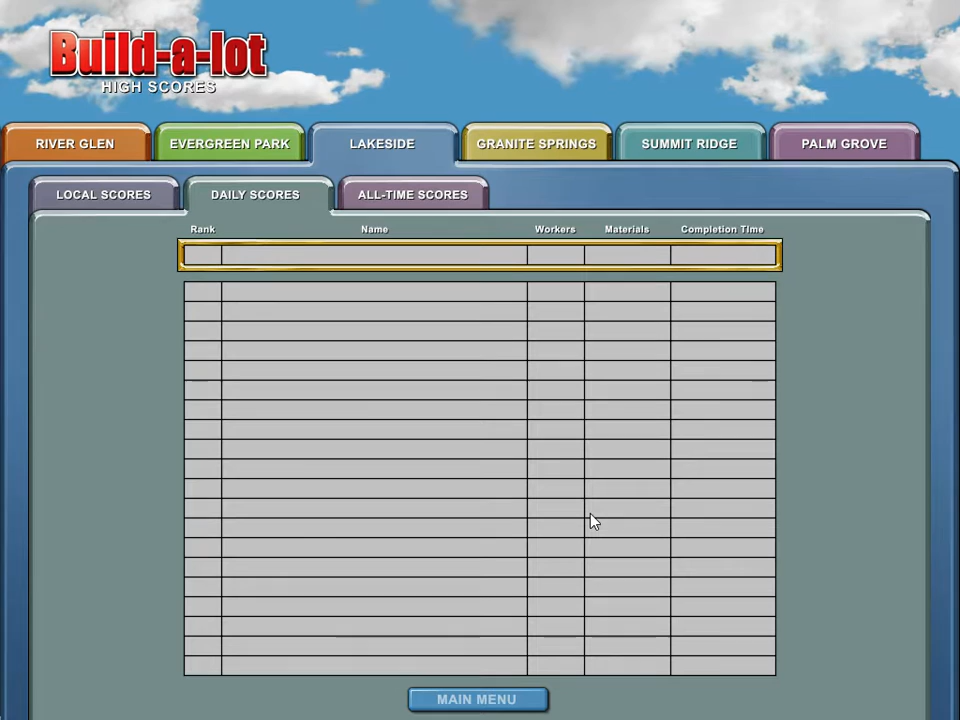 Build-a-lot
HIGH SCORES
RIVER GLEN EVERGREEN PARK LAKESIDE GRANITE SPRINGS SUMMIT RIDGE PALM GROVE
LOCAL SCORES DAILY SCORES ALL-TIME SCORES
Rank Name Workers Materials Completion Time
MAIN MENU